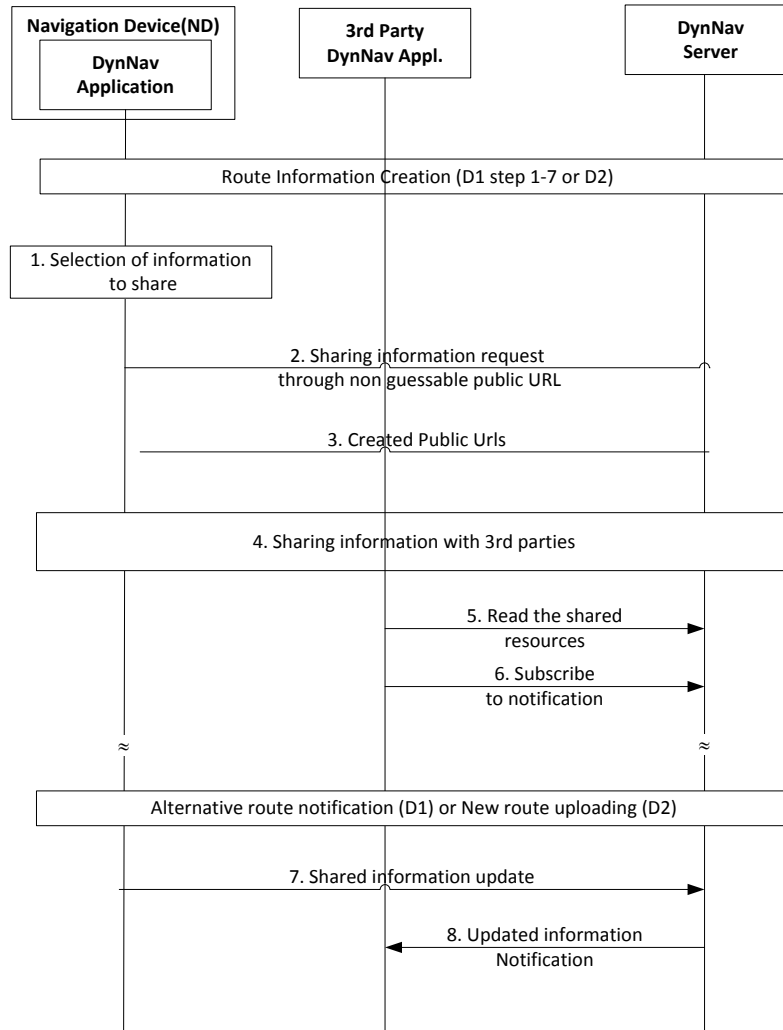 Navigation Device(ND)
DynNav
Application
3rd Party
DynNav Appl.
DynNav
Server
Route Information Creation (D1 step 1-7 or D2)
1. Selection of information
to share
2. Sharing information request
through non guessable public URL
3. Created Public Urls
4. Sharing information with 3rd parties
5. Read the shared
resources
6. Subscribe
to notification
≈
≈
Alternative route notification (D1) or New route uploading (D2)
7. Shared information update
8. Updated information
Notification